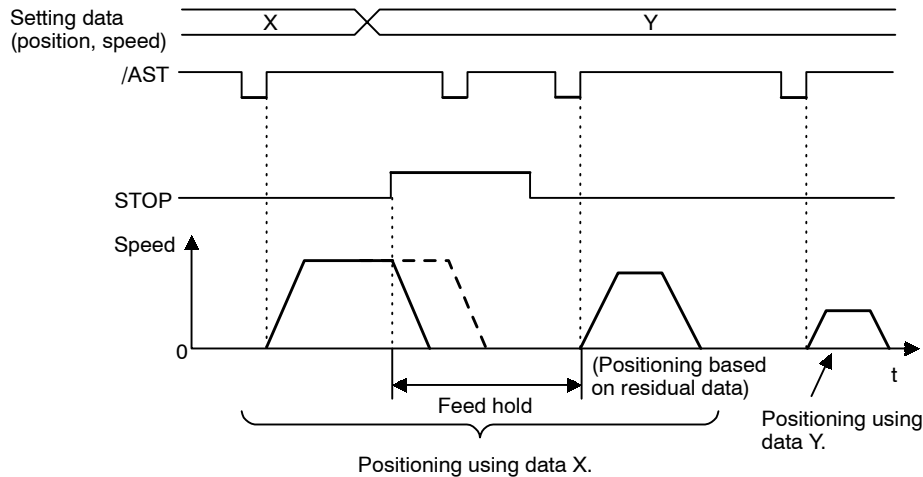 Setting data
(position, speed)
X
Y
/AST
STOP
Speed
0
(Positioning based
on residual data)
t
Feed hold
Positioning using
data Y.
Positioning using data X.